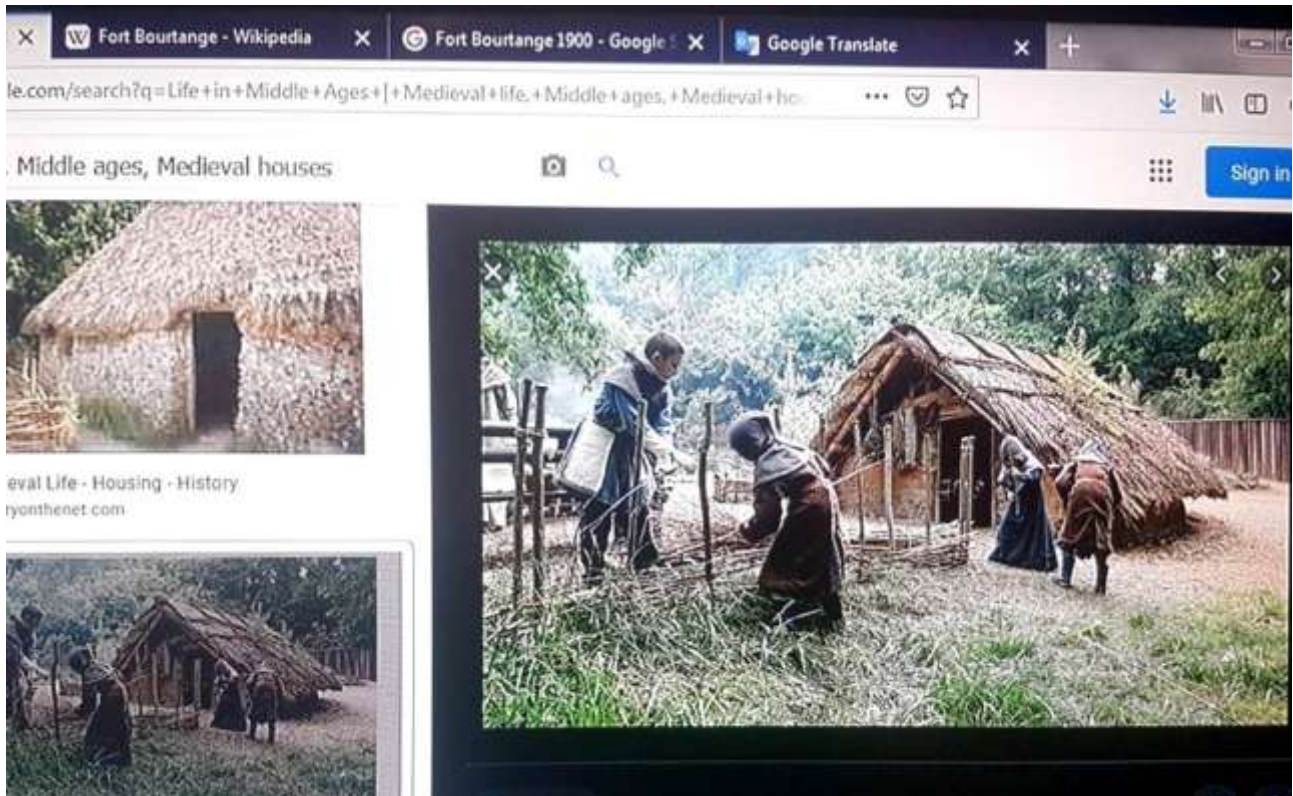 Fort Bourtange - Wikipedia
Fort Bourtange 1900 - Google S
Google Translate
le.com/search?q=Life+in+Middle+Ages+|+Medieval+life,+Middle+ages,+Medieval+ho
. Middle ages, Medieval houses
Sign in
eval Life - Housing - History
ryonthenet.com